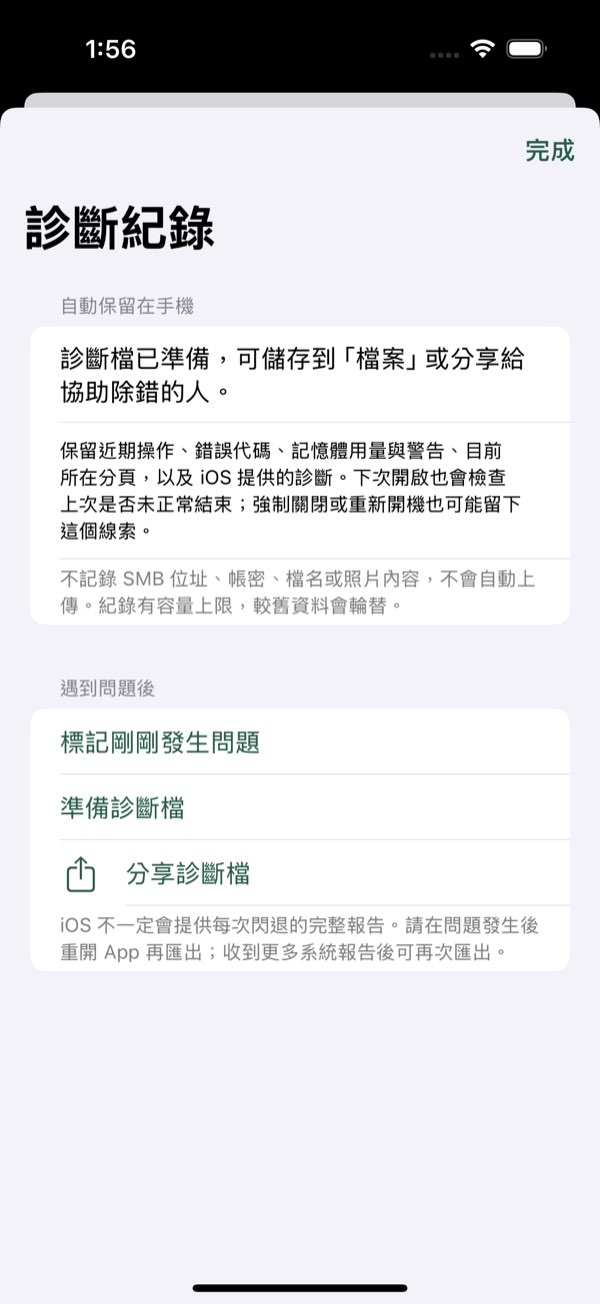 1:56
完成
診斷紀錄
自動保留在手機
診斷檔已準備，可儲存到「檔案」或分享給
協助除錯的人。
保留近期操作、錯誤代碼、記憶體用量與警告、目前
所在分頁，以及 iOS 提供的診斷。下次開啟也會檢查
上次是否未正常結束；強制關閉或重新開機也可能留下
這個線索。
不記錄 SMB 位址、帳密、檔名或照片內容，不會自動上
傳。紀錄有容量上限，較舊資料會輪替。
遇到問題後
標記剛剛發生問題
準備診斷檔
分享診斷檔
iOS 不一定會提供每次閃退的完整報告。請在問題發生後
重開 App 再匯出；收到更多系統報告後可再次匯出。